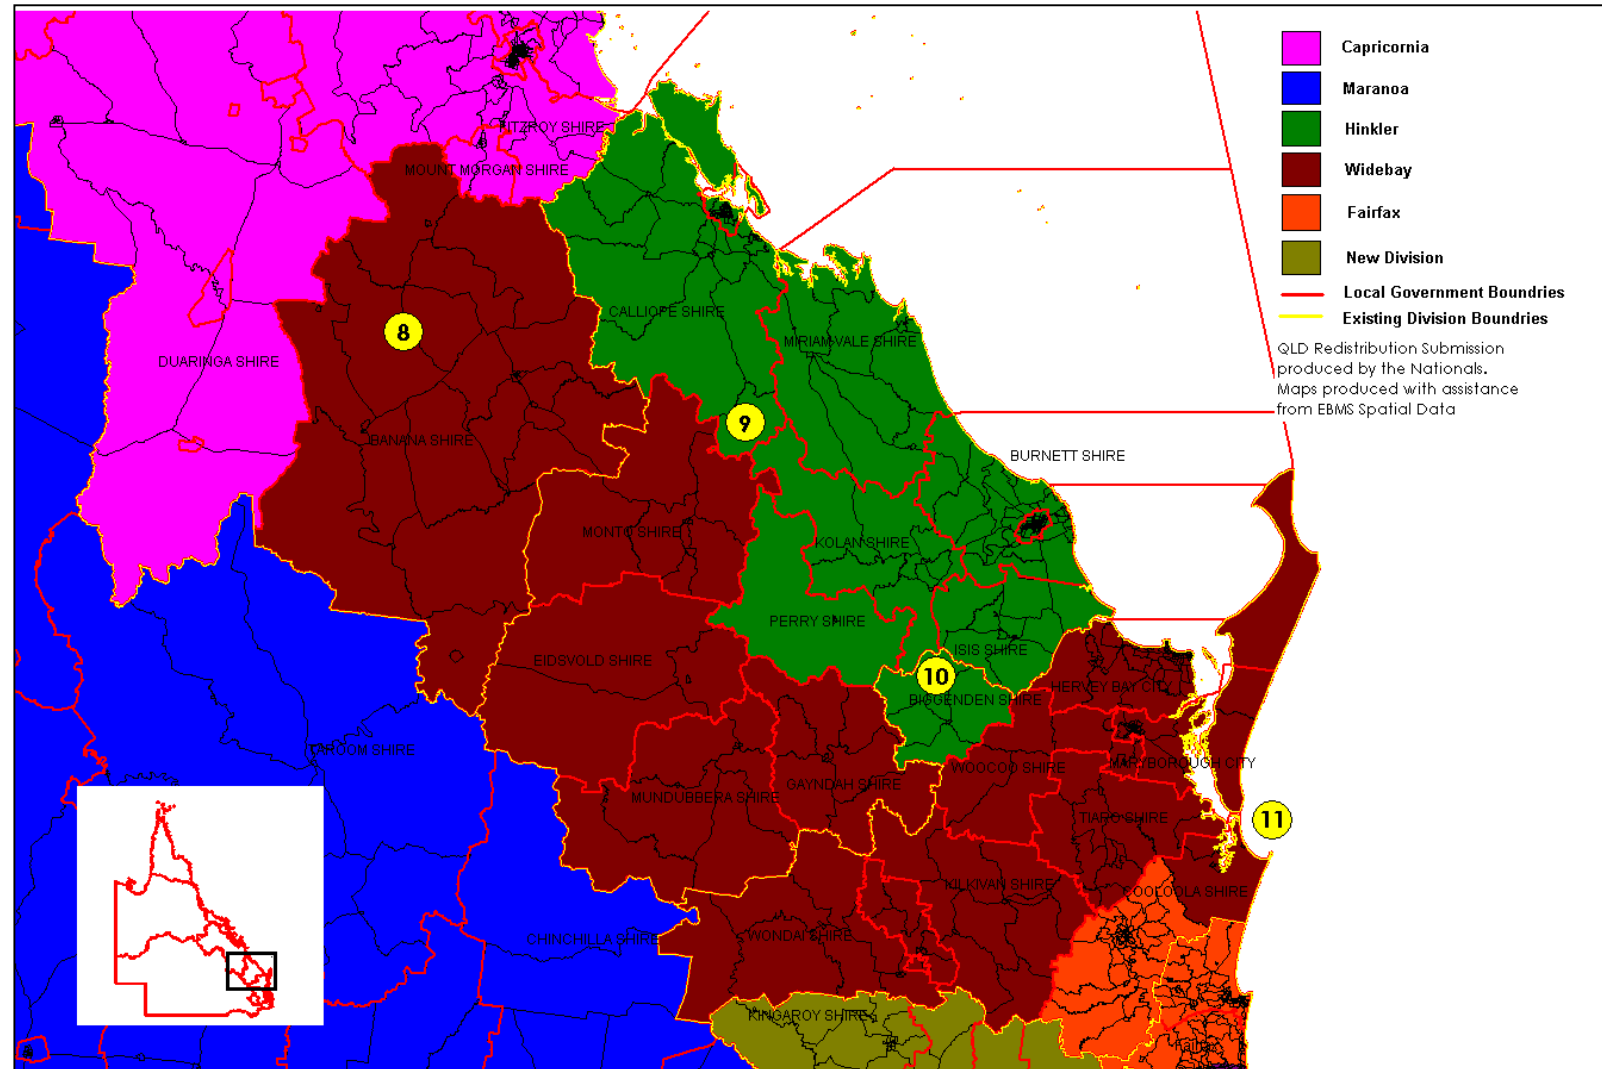 Capricornia
Maranoa
Hinkler
Widebay
Fairfax
New Division
Local Government Boundries
Existing Division Boundries
QLD Redistribution Submission
produced by the Nationals.
Maps produced with assistance
from EBMS Spatial Data
FITZROY SHIRE
MOUNT MORGAN SHIRE
CALLIOPE SHIRE
8
MIRIAM VALE SHIRE
DUARINGA SHIRE
9
BANANA SHIRE
BURNETT SHIRE
MONTO SHIRE
KOLAN SHIRE
PERRY SHIRE
ISIS SHIRE
EIDSVOLD SHIRE
10
HERVEY BAY CITY
BIGGENDEN SHIRE
TAROOM SHIRE
MARYBOROUGH CITY
WOOCOO SHIRE
GAYNDAH SHIRE
MUNDUBBERA SHIRE
TIARO SHIRE
11
KILKIVAN SHIRE
COOLOOLA SHIRE
CHINCHILLA SHIRE
WONDAI SHIRE
KINGAROY SHIRE
Fairfax